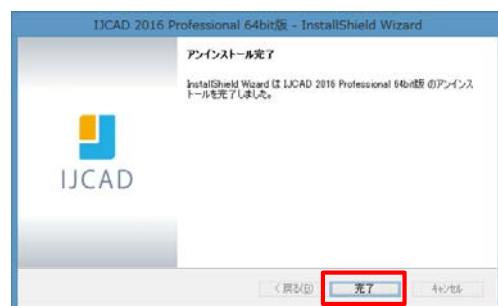 IJCAD 2016 Professional 64bit版 - InstallShield Wizard
アンインストール完了
InstallShield Wizard は IJCAD 2016 Professional 64bit版 のアンインス
トールを完了しました。
IJCAD
< 戻る(B)
完了
キャンセル